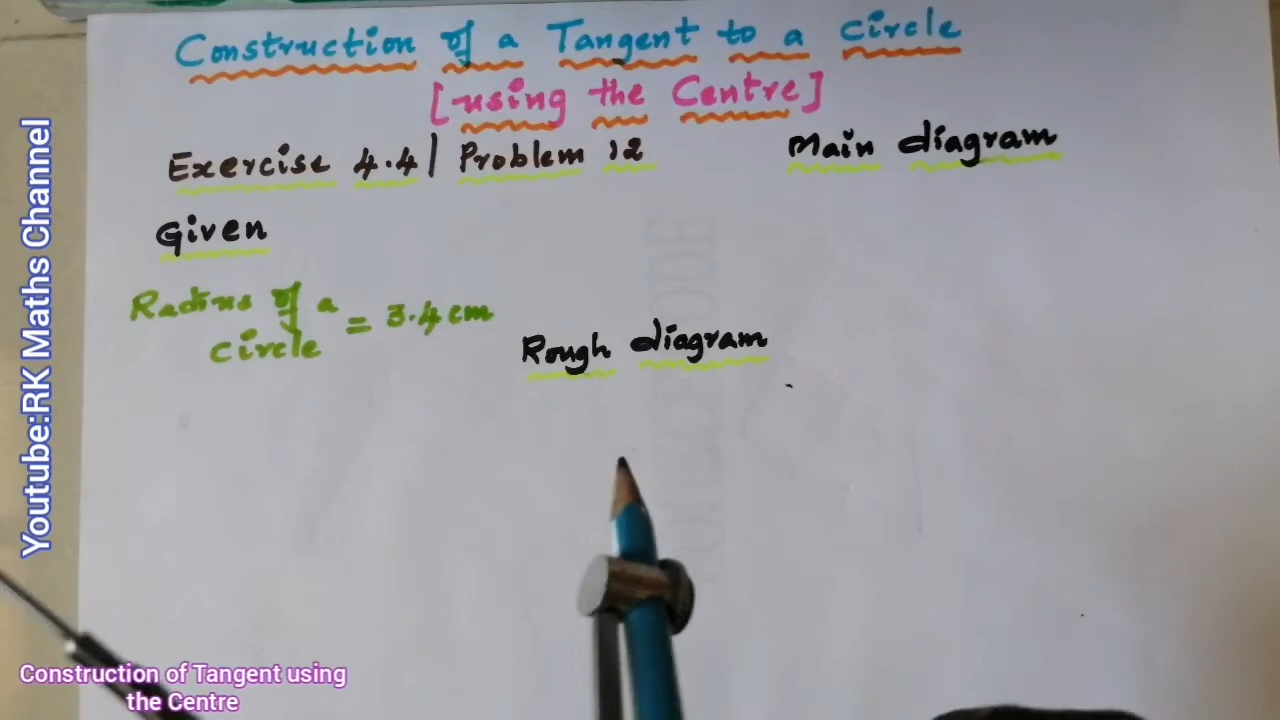 Construction of a Tangent to a circle
[using the Centre]
Exercise 4.4 | Problem 12
Main diagram
Given
Radius of a
circle = 3.4 cm
Rough diagram
Youtube:RK Maths Channel
Construction of Tangent using
the Centre